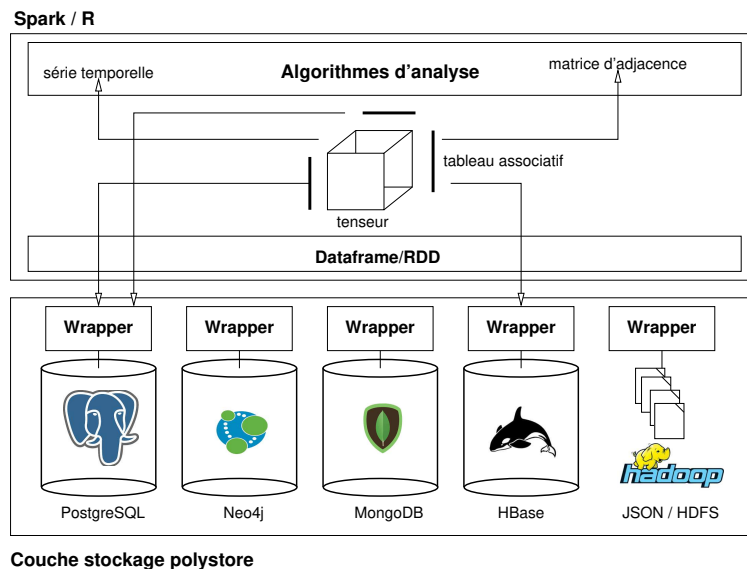 Spark / R
Algorithmes d'analyse
série temporelle
matrice d'adjacence
tableau associatif
tenseur
Dataframe/RDD
Wrapper
Wrapper
Wrapper
Wrapper
Wrapper
hadoop
PostgreSQL
Neo4j
MongoDB
HBase
JSON / HDFS
Couche stockage polystore